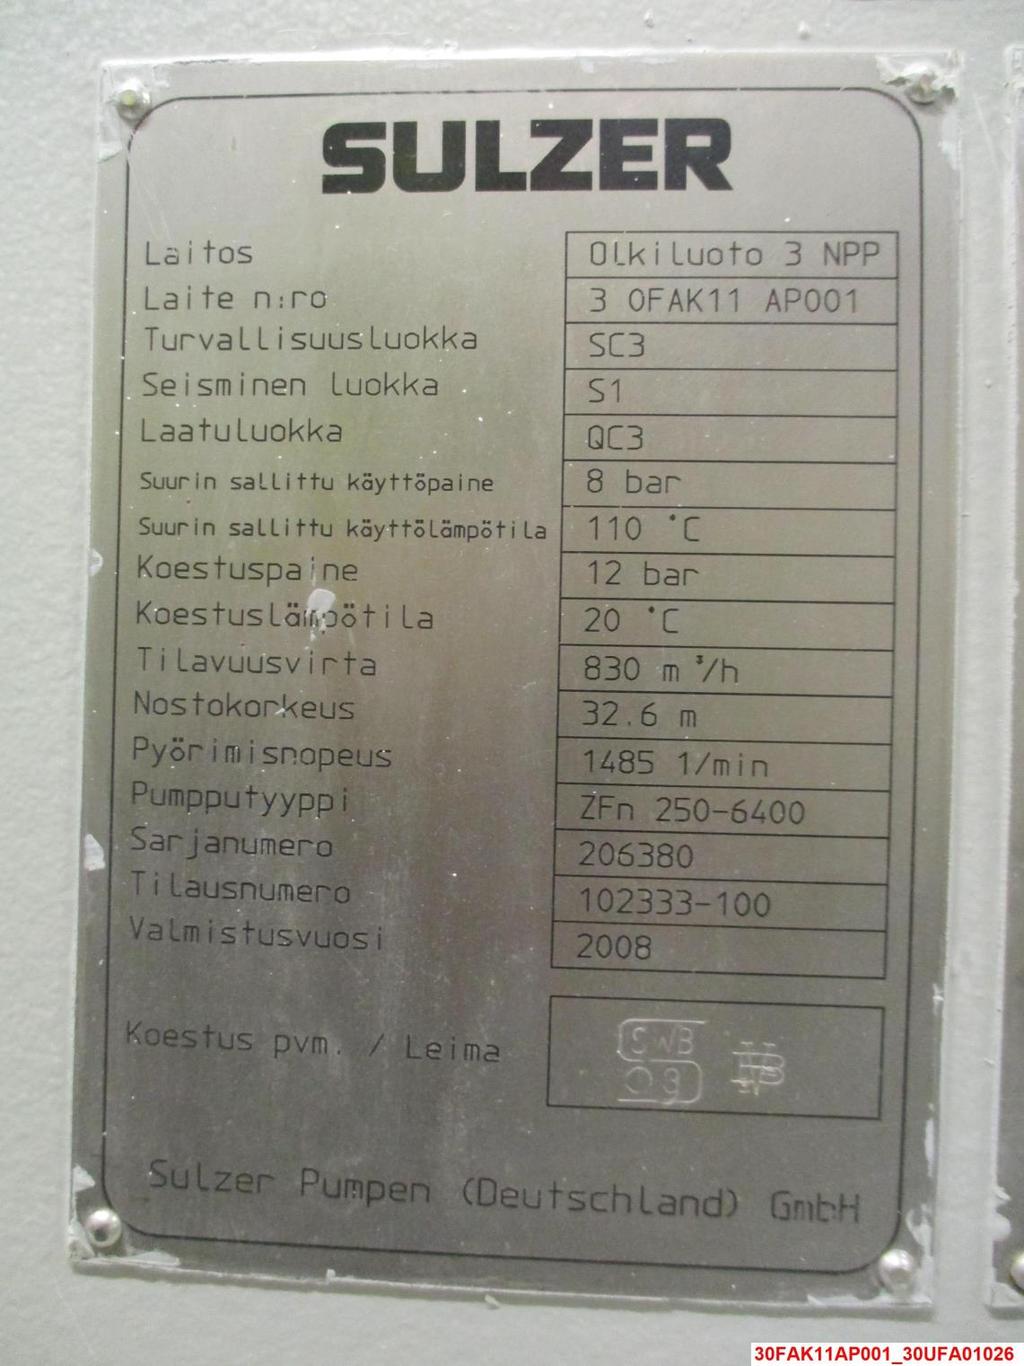 SULZER
Laitos Olkiluoto 3 NPP
Laite n:ro 3 0FAK11 AP001
Turvallisuusluokka SC3
Seisminen luokka S1
Laatuluokka QC3
Suurin sallittu käyttöpaine 8 bar
Suurin sallittu käyttölämpötila 110 °C
Koestuspaine 12 bar
Koestuslämpötila 20 °C
Tilavuusvirta 830 m³/h
Nostokorkeus 32.6 m
Pyörimisnopeus 1485 1/min
Pumpputyyppi ZFn 250-6400
Sarjanumero 206380
Tilausnumero 102333-100
Valmistusvuosi 2008
Koestus pvm. / Leima SWB
Sulzer Pumpen (Deutschland) GmbH
30FAK11AP001_30UFA01026